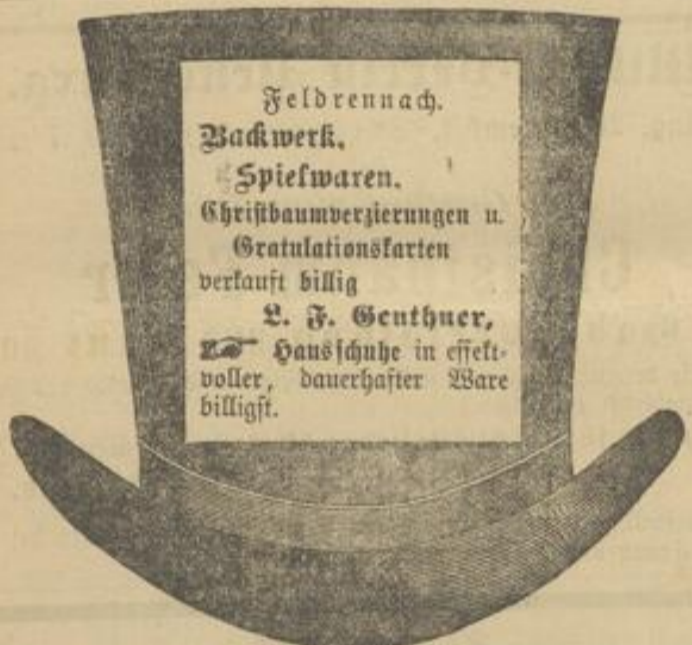 Feldrennach.
Backwerk.
Spielwaren.
Christbaumverzierungen u.
Gratulationskarten
verkauft billig
L. F. Genthner,
☞ Hausschuhe in effekt-
voller, dauerhafter Ware
billigst.